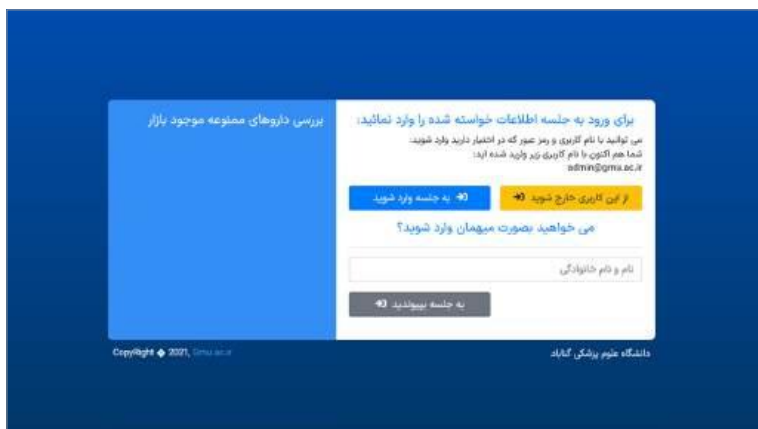 برای ورود به جلسه اطلاعات خواسته شده را وارد نمائید:
می توانید با نام کاربری و رمز عبور که در اختیار دارید وارد شوید.
شما هم اکنون با نام کاربری زیر وارد شده اید:
admin@gmu.ac.ir
از این کاربری خارج شوید
به جلسه وارد شوید
می خواهید بصورت میهمان وارد شوید؟
نام و نام خانوادگی
به جلسه بپیوندید
بررسی داروهای ممنوعه موجود بازار
دانشگاه علوم پزشکی گناباد
CopyRight � 2021, Gmu.ac.ir